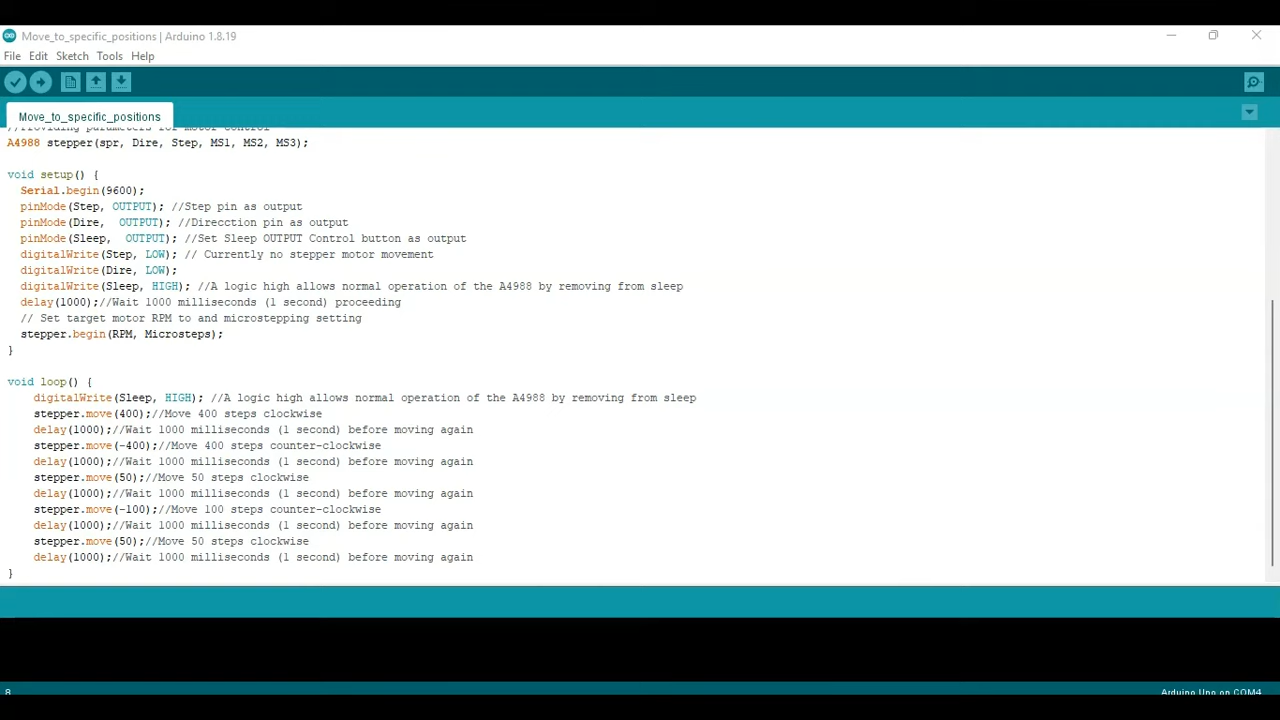 Move_to_specific_positions | Arduino 1.8.19
File Edit Sketch Tools Help
Move_to_specific_positions
//Providing parameters for motor control
A4988 stepper(spr, Dire, Step, MS1, MS2, MS3);
void setup() {
Serial.begin(9600);
pinMode(Step, OUTPUT); //Step pin as output
pinMode(Dire,  OUTPUT); //Direcction pin as output
pinMode(Sleep,  OUTPUT); //Set Sleep OUTPUT Control button as output
digitalWrite(Step, LOW); // Currently no stepper motor movement
digitalWrite(Dire, LOW);
digitalWrite(Sleep, HIGH); //A logic high allows normal operation of the A4988 by removing from sleep
delay(1000);//Wait 1000 milliseconds (1 second) proceeding
// Set target motor RPM to and microstepping setting
stepper.begin(RPM, Microsteps);
}
void loop() {
digitalWrite(Sleep, HIGH); //A logic high allows normal operation of the A4988 by removing from sleep
stepper.move(400);//Move 400 steps clockwise
delay(1000);//Wait 1000 milliseconds (1 second) before moving again
stepper.move(-400);//Move 400 steps counter-clockwise
delay(1000);//Wait 1000 milliseconds (1 second) before moving again
stepper.move(50);//Move 50 steps clockwise
delay(1000);//Wait 1000 milliseconds (1 second) before moving again
stepper.move(-100);//Move 100 steps counter-clockwise
delay(1000);//Wait 1000 milliseconds (1 second) before moving again
stepper.move(50);//Move 50 steps clockwise
delay(1000);//Wait 1000 milliseconds (1 second) before moving again
}
8 Arduino Uno on COM4